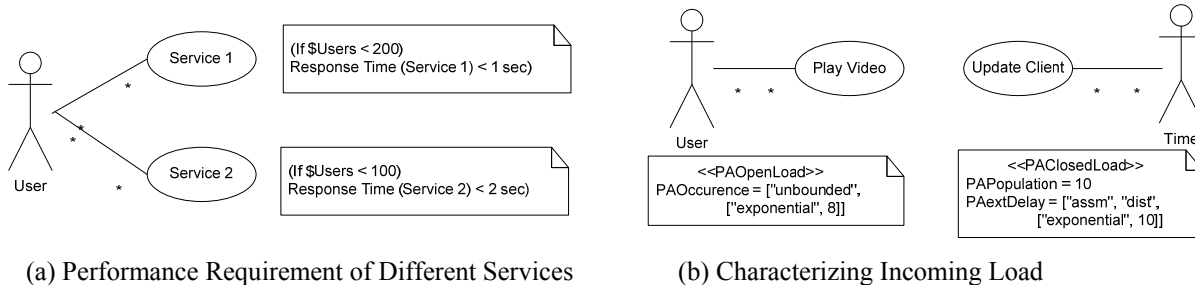 Service 1
(If $Users < 200)
Response Time (Service 1) < 1 sec)
*
*
*
User
Service 2
*
(If $Users < 100)
Response Time (Service 2) < 2 sec)
Play Video
* *
User
<<PAOpenLoad>>
PAOccurence = ["unbounded",
["exponential", 8]]
Update Client
* *
Time
<<PAClosedLoad>>
PAPopulation = 10
PAextDelay = ["assm", "dist",
["exponential", 10]]
(a) Performance Requirement of Different Services
(b) Characterizing Incoming Load